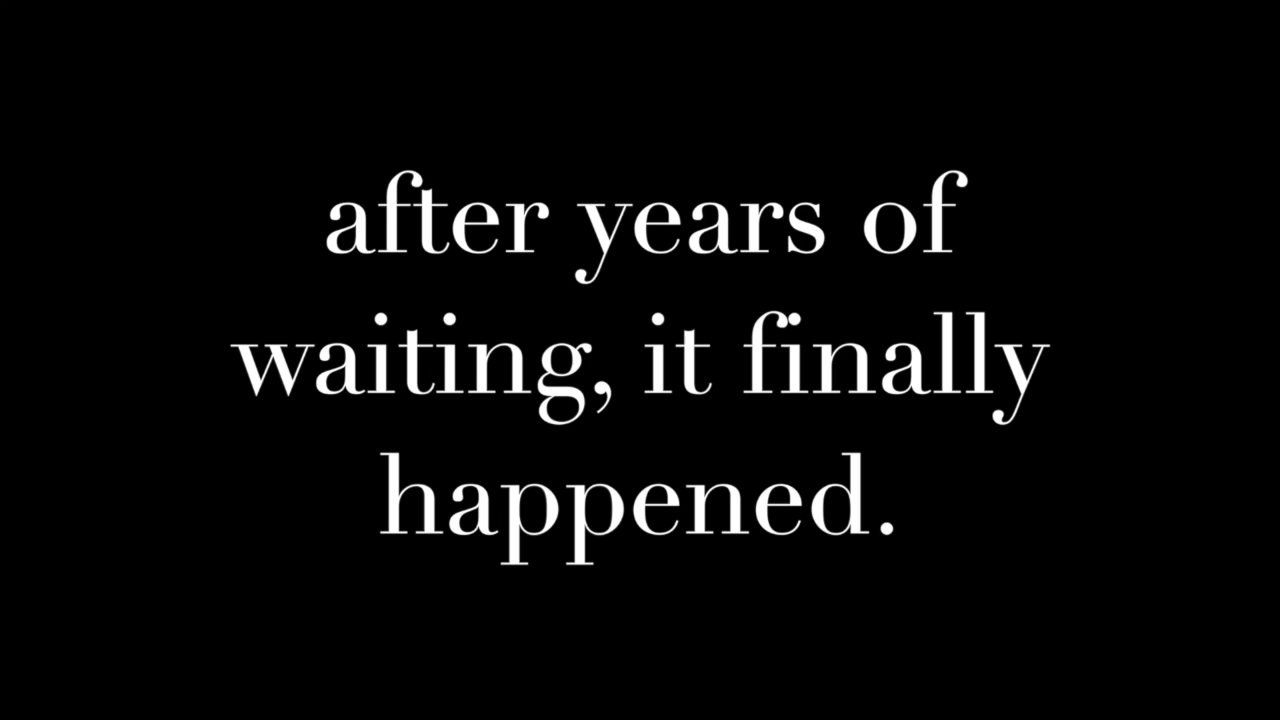 after years of
waiting, it finally
happened.